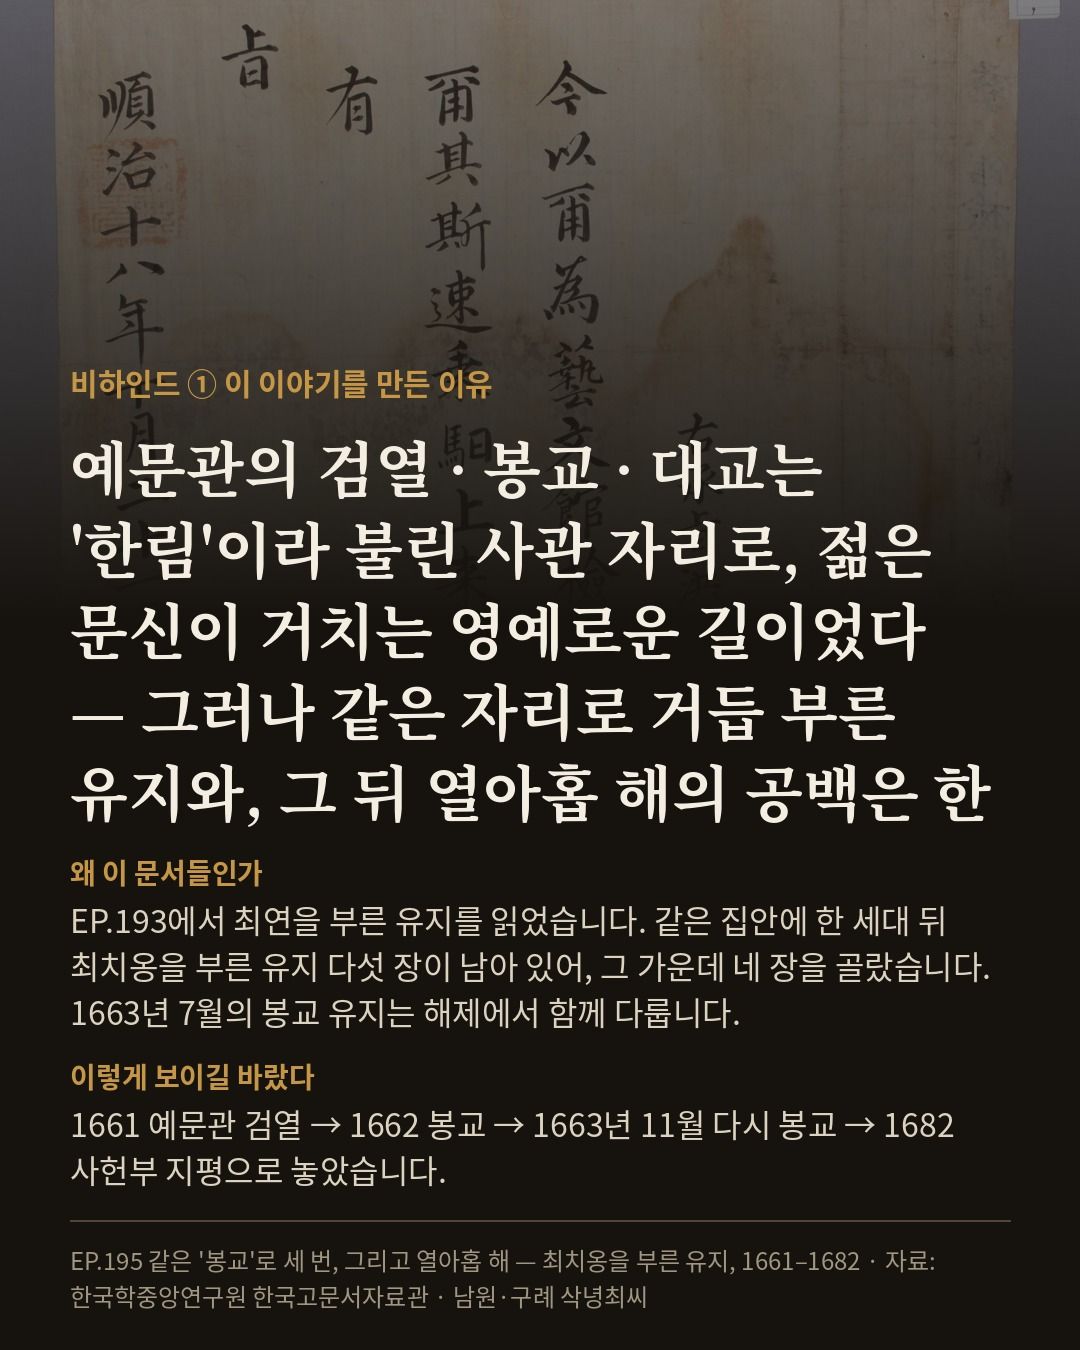 今以爾為藝文館檢
爾其斯速乘馹上來
有
旨
順治十八年十月二
비하인드 ① 이 이야기를 만든 이유
예문관의 검열 · 봉교 · 대교는
'한림'이라 불린 사관 자리로, 젊은
문신이 거치는 영예로운 길이었다
— 그러나 같은 자리로 거듭 부른
유지와, 그 뒤 열아홉 해의 공백은 한
왜 이 문서들인가
EP.193에서 최연을 부른 유지를 읽었습니다. 같은 집안에 한 세대 뒤
최치옹을 부른 유지 다섯 장이 남아 있어, 그 가운데 네 장을 골랐습니다.
1663년 7월의 봉교 유지는 해제에서 함께 다룹니다.
이렇게 보이길 바랐다
1661 예문관 검열 → 1662 봉교 → 1663년 11월 다시 봉교 → 1682
사헌부 지평으로 놓았습니다.
EP.195 같은 '봉교'로 세 번, 그리고 열아홉 해 — 최치옹을 부른 유지, 1661–1682 · 자료:
한국학중앙연구원 한국고문서자료관 · 남원·구례 삭녕최씨